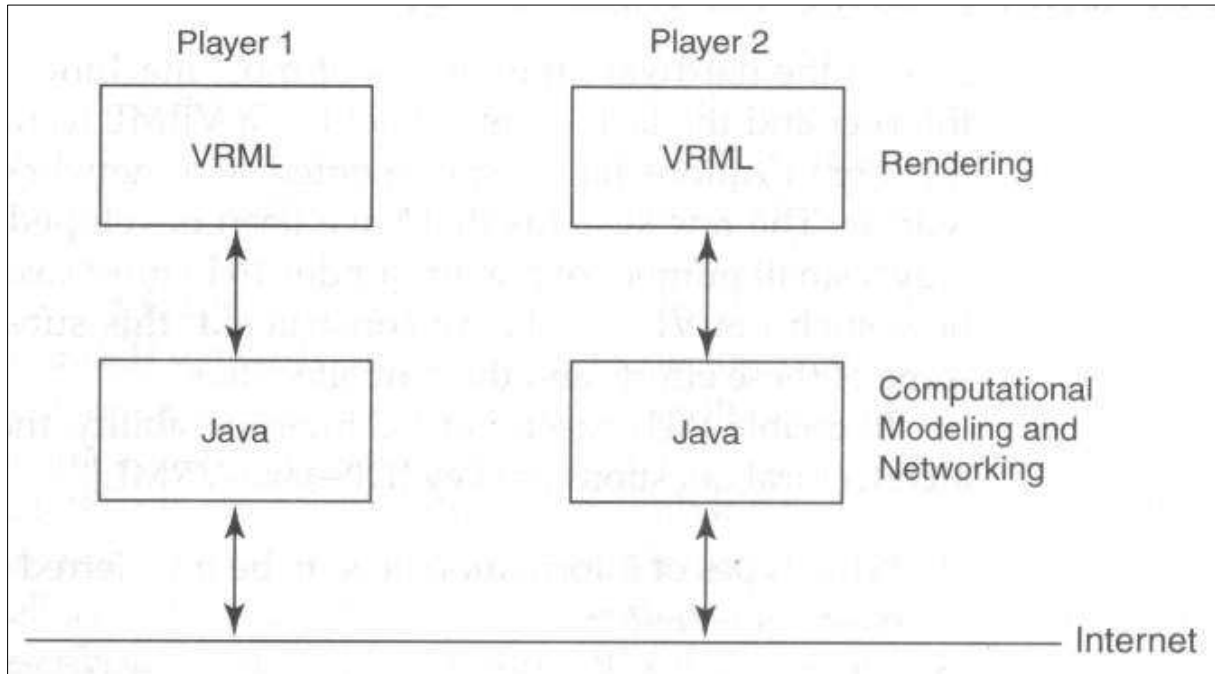 Player 1
Player 2
VRML
VRML
Rendering
Java
Java
Computational
Modeling and
Networking
Internet